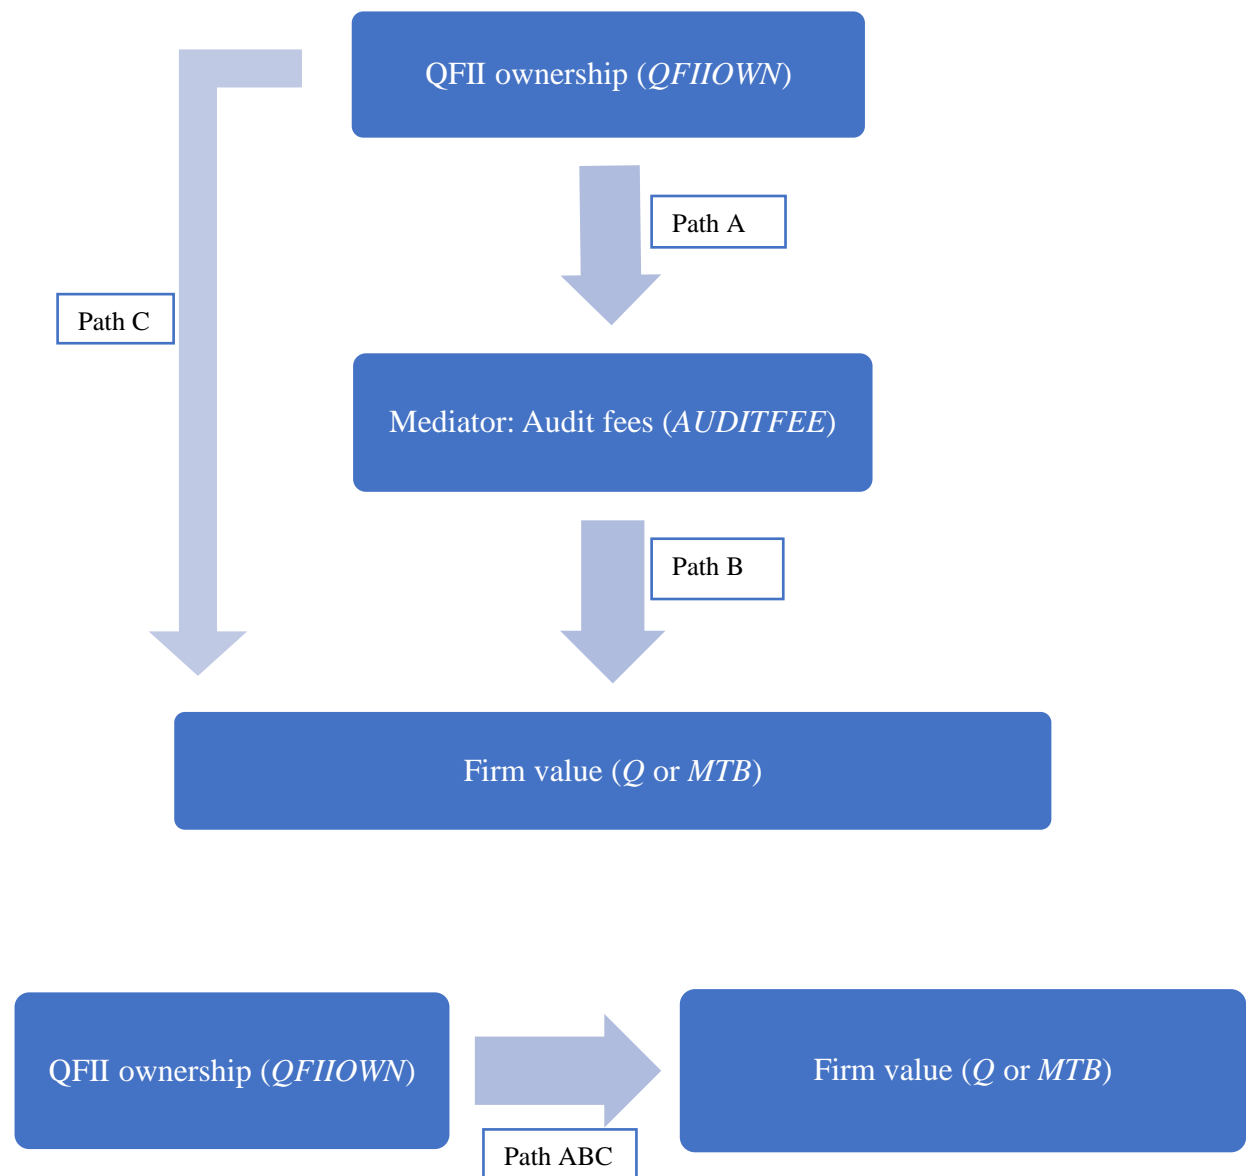 QFII ownership (QFIIOWN)
Path A
Path C
Mediator: Audit fees (AUDITFEE)
Path B
Firm value (Q or MTB)
QFII ownership (QFIIOWN)
Firm value (Q or MTB)
Path ABC